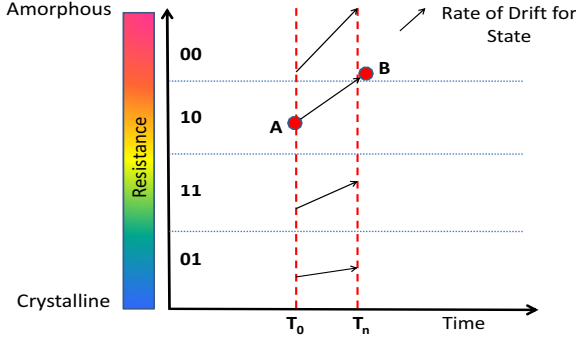 Amorphous
Rate of Drift for
State
00
B
10
A
Resistance
11
01
Crystalline
T0
Tn
Time